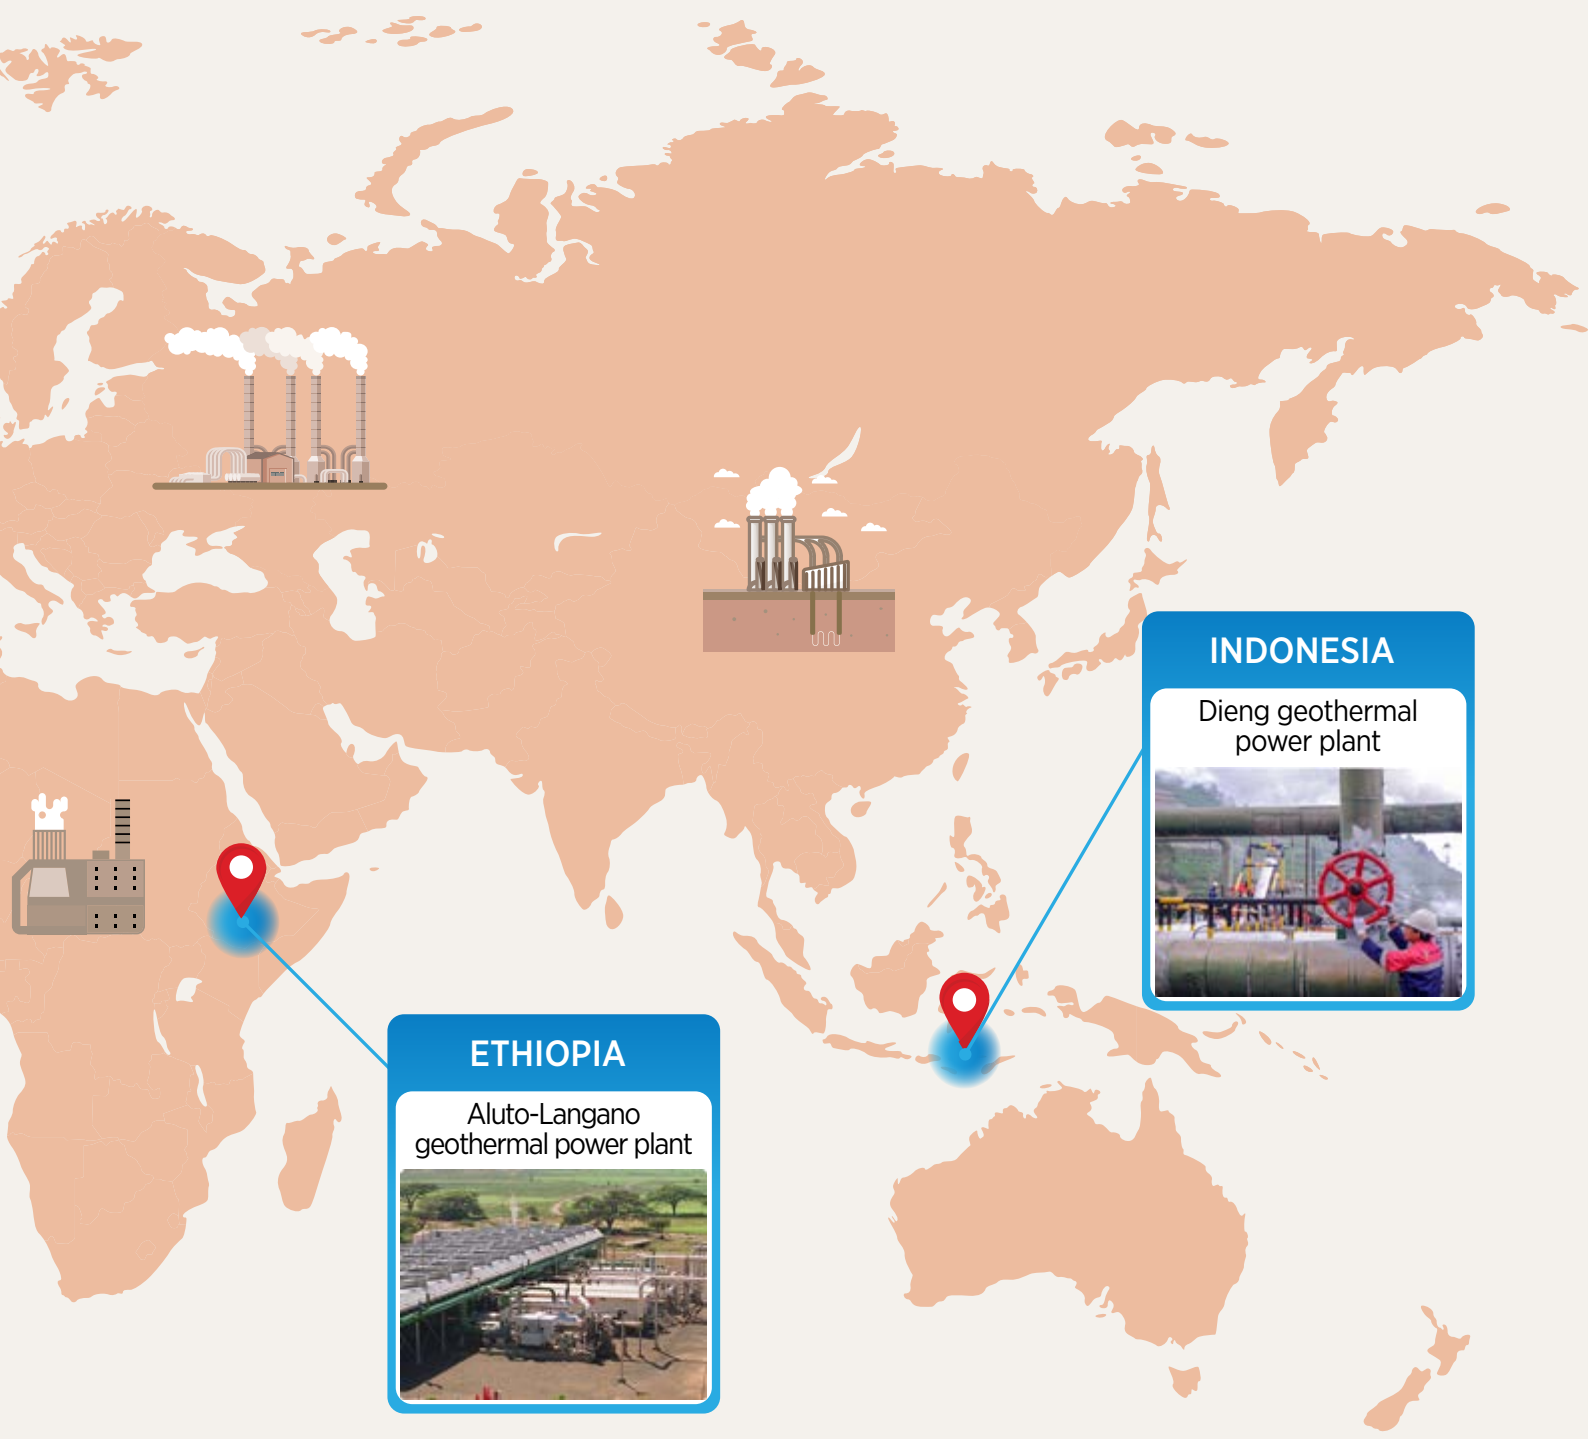 INDONESIA
Dieng geothermal
power plant
ETHIOPIA
Aluto-Langano
geothermal power plant